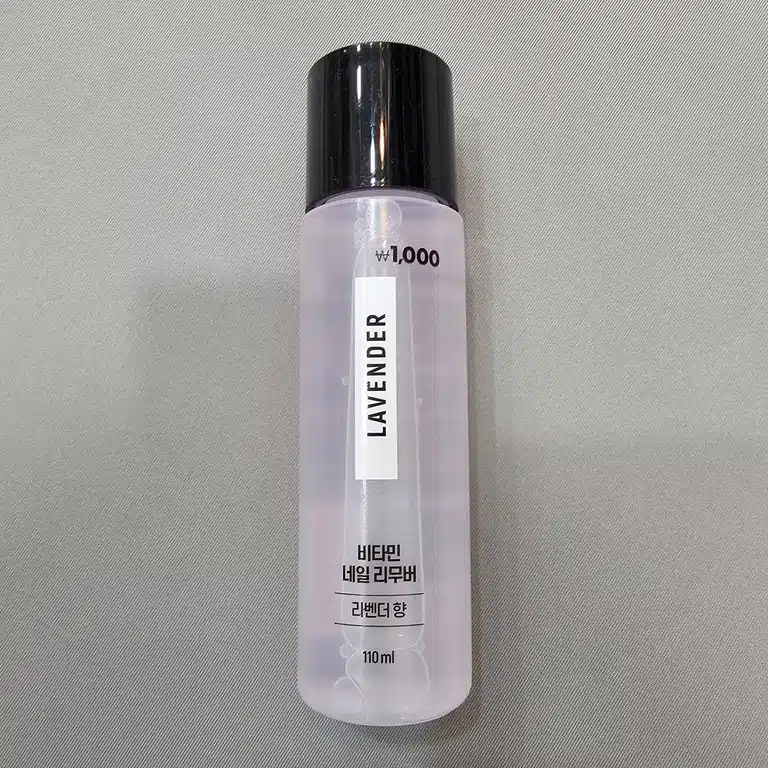 ₩1,000
LAVENDER
비타민
네일 리무버
라벤더 향
110 ml